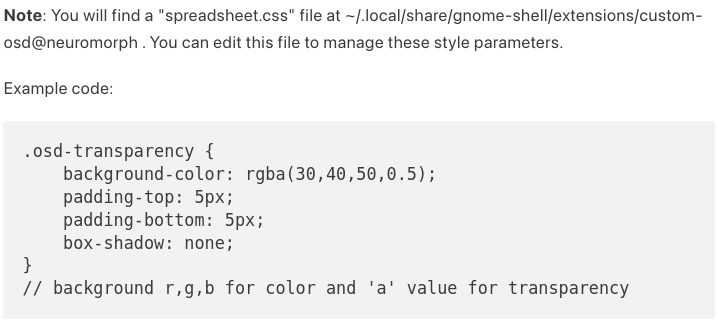 Note: You will find a "spreadsheet.css" file at ~/.local/share/gnome-shell/extensions/custom-
osd@neuromorph . You can edit this file to manage these style parameters.
Example code:
.osd-transparency {
    background-color: rgba(30,40,50,0.5);
    padding-top: 5px;
    padding-bottom: 5px;
    box-shadow: none;
}
// background r,g,b for color and 'a' value for transparency